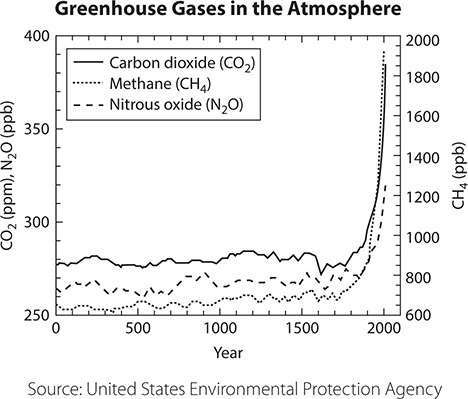 Greenhouse Gases in the Atmosphere
400
350
300
250
CO₂ (ppm), N₂O (ppb)
Carbon dioxide (CO₂)
Methane (CH₄)
Nitrous oxide (N₂O)
2000
1800
1600
1400
1200
1000
800
600
CH₄ (ppb)
0
500
1000
1500
2000
Year
Source: United States Environmental Protection Agency